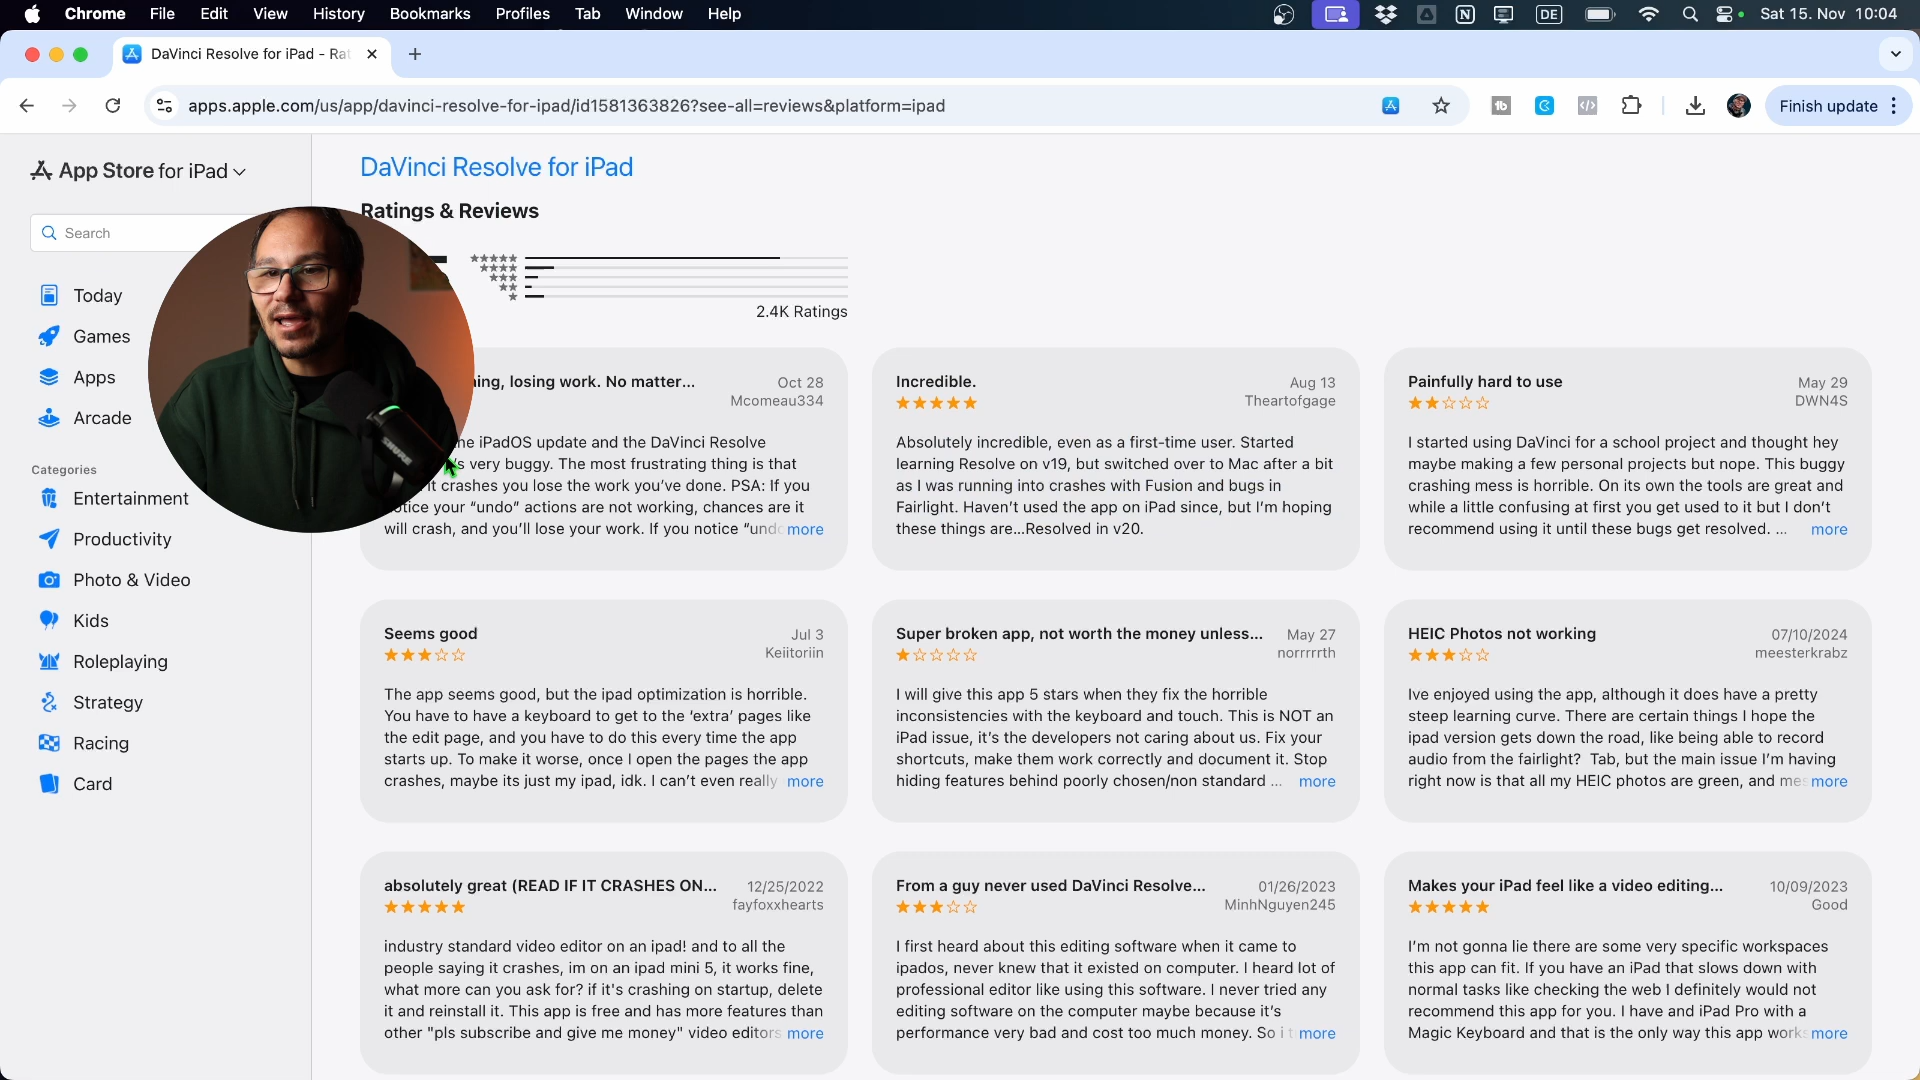 Chrome File Edit View History Bookmarks Profiles Tab Window Help
DE
Sat 15. Nov 10:04
DaVinci Resolve for iPad - Rat
apps.apple.com/us/app/davinci-resolve-for-ipad/id1581363826?see-all=reviews&platform=ipad
Finish update
App Store for iPad
Search
Today
Games
Apps
Arcade
Categories
Entertainment
Productivity
Photo & Video
Kids
Roleplaying
Strategy
Racing
Card
DaVinci Resolve for iPad
Ratings & Reviews
2.4K Ratings
losing work. No matter...
Oct 28
Mcomeau334
iPadOS update and the DaVinci Resolve
very buggy. The most frustrating thing is that
it crashes you lose the work you've done. PSA: If you
your “undo” actions are not working, chances are it
will crash, and you'll lose your work. If you notice “undo more
Incredible.
Aug 13
Theartofgage
Absolutely incredible, even as a first-time user. Started
learning Resolve on v19, but switched over to Mac after a bit
as I was running into crashes with Fusion and bugs in
Fairlight. Haven't used the app on iPad since, but I'm hoping
these things are...Resolved in v20.
Painfully hard to use
May 29
DWN4S
I started using DaVinci for a school project and thought hey
maybe making a few personal projects but nope. This buggy
crashing mess is horrible. On its own the tools are great and
while a little confusing at first you get used to it but I don't
recommend using it until these bugs get resolved. ... more
Seems good
Jul 3
Keiitoriin
The app seems good, but the ipad optimization is horrible.
You have to have a keyboard to get to the ‘extra’ pages like
the edit page, and you have to do this every time the app
starts up. To make it worse, once I open the pages the app
crashes, maybe its just my ipad, idk. I can't even really more
Super broken app, not worth the money unless...
May 27
norrrrrth
I will give this app 5 stars when they fix the horrible
inconsistencies with the keyboard and touch. This is NOT an
iPad issue, it's the developers not caring about us. Fix your
shortcuts, make them work correctly and document it. Stop
hiding features behind poorly chosen/non standard ... more
HEIC Photos not working
07/10/2024
meesterkrabz
Ive enjoyed using the app, although it does have a pretty
steep learning curve. There are certain things I hope the
ipad version gets down the road, like being able to record
audio from the fairlight? Tab, but the main issue I'm having
right now is that all my HEIC photos are green, and more
absolutely great (READ IF IT CRASHES ON...
12/25/2022
fayfoxxhearts
industry standard video editor on an ipad! and to all the
people saying it crashes, im on an ipad mini 5, it works fine,
what more can you ask for? if it's crashing on startup, delete
it and reinstall it. This app is free and has more features than
other "pls subscribe and give me money" video editors more
From a guy never used DaVinci Resolve...
01/26/2023
MinhNguyen245
I first heard about this editing software when it came to
ipados, never knew that it existed on computer. I heard lot of
professional editor like using this software. I never tried any
editing software on the computer maybe because it's
performance very bad and cost too much money. So i more
Makes your iPad feel like a video editing...
10/09/2023
Good
I'm not gonna lie there are some very specific workspaces
this app can fit. If you have an iPad that slows down with
normal tasks like checking the web I definitely would not
recommend this app for you. I have and iPad Pro with a
Magic Keyboard and that is the only way this app works more
SHURE